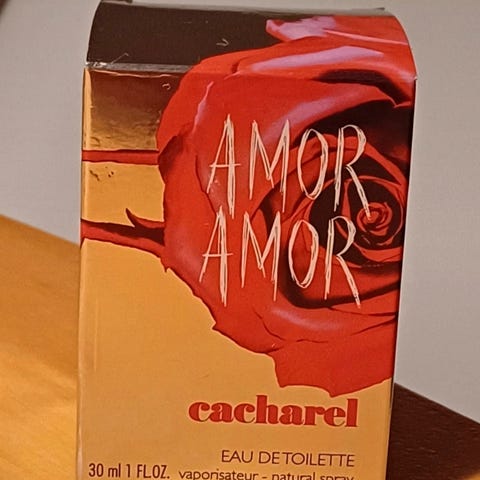 AMOR
AMOR
cacharel
EAU DE TOILETTE
30 ml 1 FL.OZ. vaporisateur - natural spray